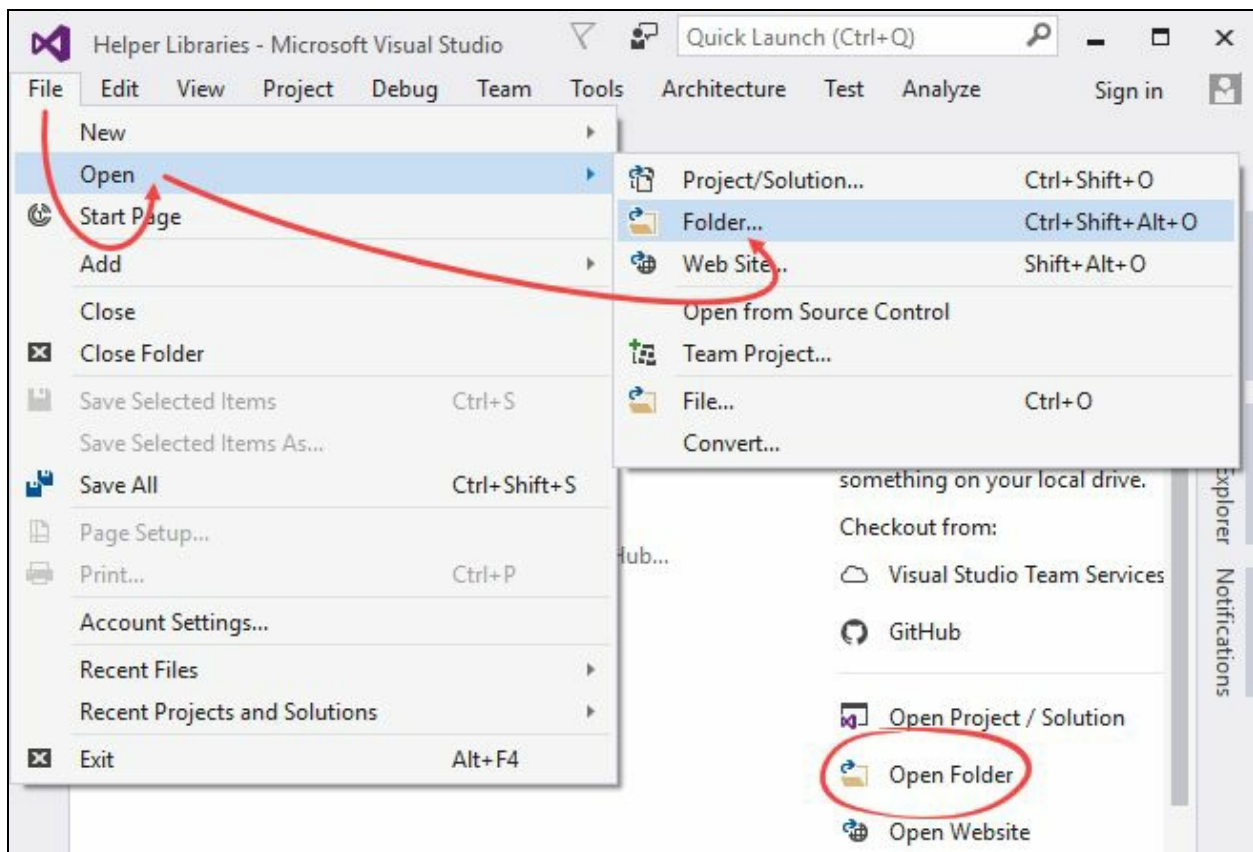 Helper Libraries - Microsoft Visual Studio
Quick Launch (Ctrl+Q)
File Edit View Project Debug Team Tools Architecture Test Analyze Sign in
New
Open
Start Page
Add
Close
Close Folder
Save Selected Items Ctrl+S
Save Selected Items As...
Save All Ctrl+Shift+S
Page Setup...
Print... Ctrl+P
Account Settings...
Recent Files
Recent Projects and Solutions
Exit Alt+F4
Project/Solution... Ctrl+Shift+O
Folder... Ctrl+Shift+Alt+O
Web Site... Shift+Alt+O
Open from Source Control
Team Project...
File... Ctrl+O
Convert...
something on your local drive.
Checkout from:
Visual Studio Team Services
GitHub
Open Project / Solution
Open Folder
Open Website
Explorer
Notifications